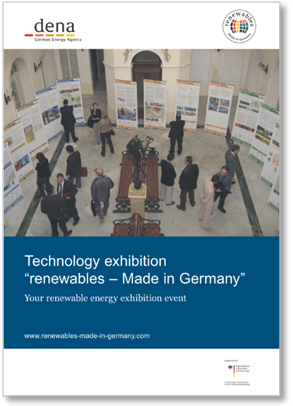 dena
German Energy Agency
renewables
Made in Germany
Technology exhibition
“renewables – Made in Germany”
Your renewable energy exhibition event
www.renewables-made-in-germany.com